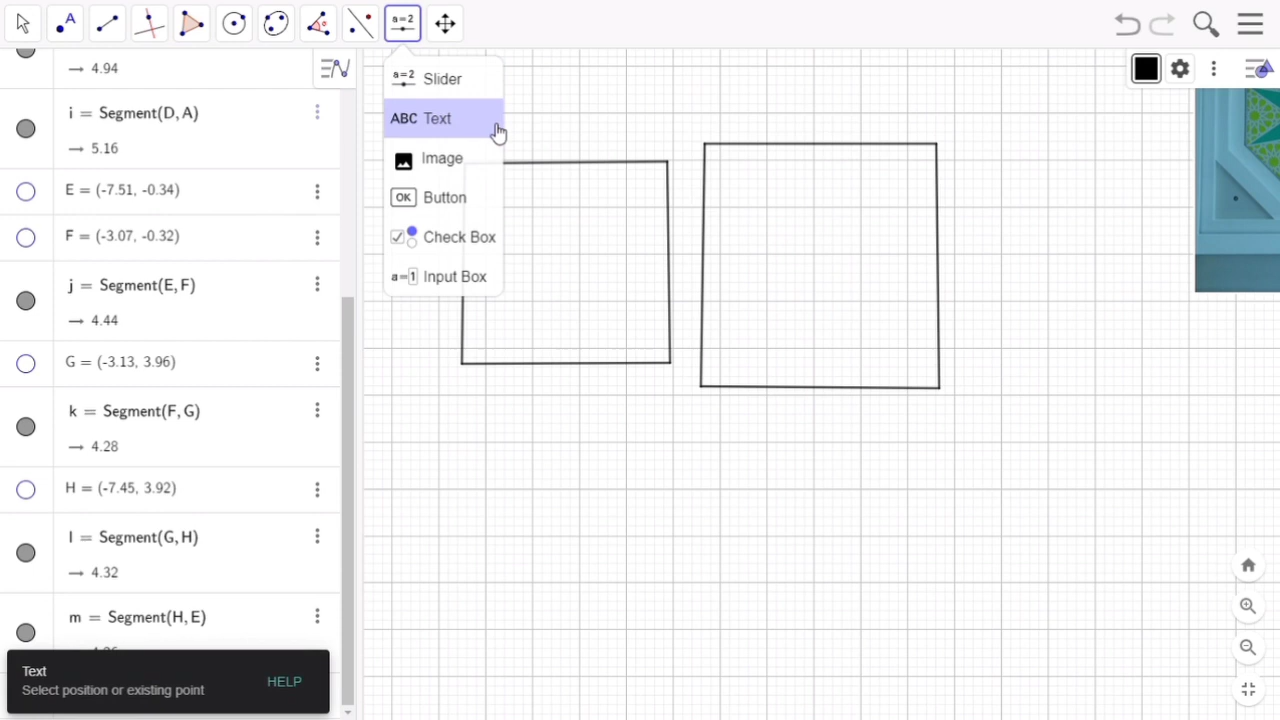 A
a=2
→ 4.94
i = Segment(D, A)
→ 5.16
E = (-7.51, -0.34)
F = (-3.07, -0.32)
j = Segment(E, F)
→ 4.44
G = (-3.13, 3.96)
k = Segment(F, G)
→ 4.28
H = (-7.45, 3.92)
l = Segment(G, H)
→ 4.32
m = Segment(H, E)
Text
Select position or existing point
HELP
a=2 Slider
ABC Text
Image
OK Button
Check Box
a=1 Input Box